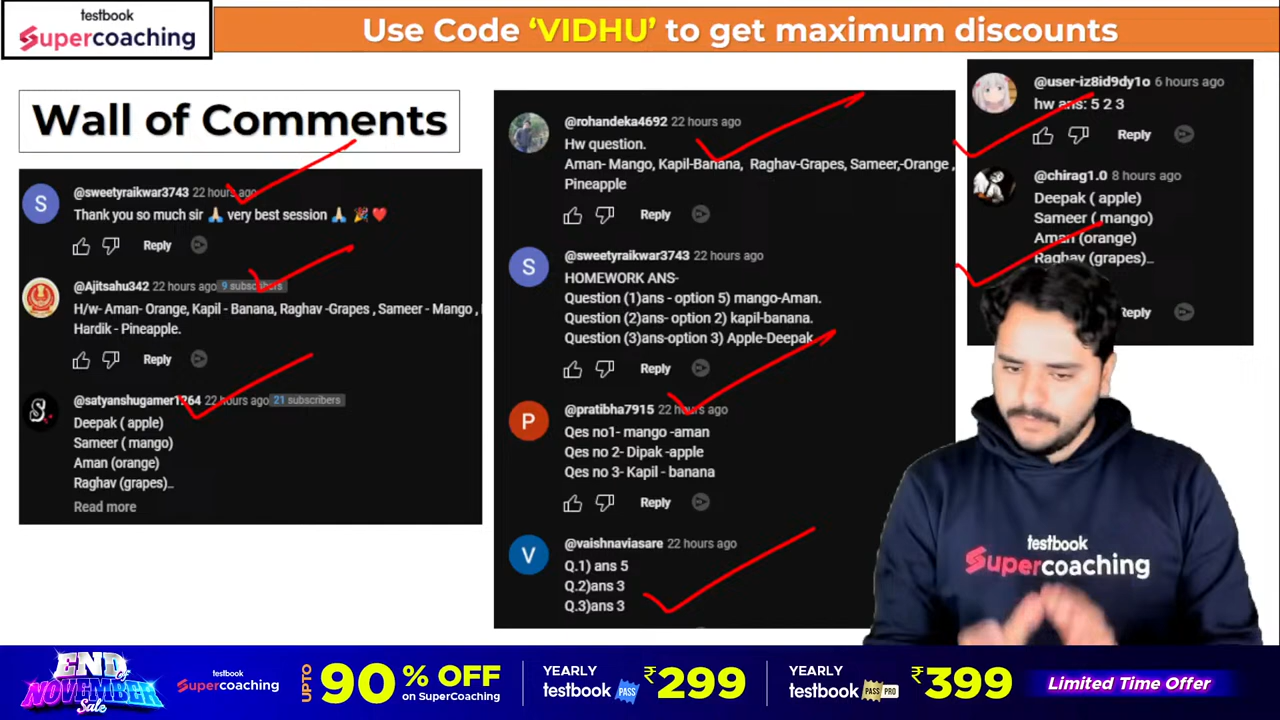 testbook
Supercoaching
Use Code ‘VIDHU’ to get maximum discounts
Wall of Comments
@sweetyraikwar3743 22 hours ago
Thank you so much sir 🙏 very best session 🙏 🎉❤️
Reply
@Ajitsahu342 22 hours ago 9 subscribers
H/w- Aman- Orange, Kapil - Banana, Raghav -Grapes , Sameer - Mango ,
Hardik - Pineapple.
Reply
@satyanshugamer1264 22 hours ago 21 subscribers
Deepak ( apple)
Sameer ( mango)
Aman (orange)
Raghav (grapes)...
Read more
@rohandeka4692 22 hours ago
Hw question.
Aman- Mango, Kapil-Banana, Raghav-Grapes, Sameer,-Orange ,
Pineapple
Reply
@sweetyraikwar3743 22 hours ago
HOMEWORK ANS-
Question (1)ans - option 5) mango-Aman.
Question (2)ans- option 2) kapil-banana.
Question (3)ans-option 3) Apple-Deepak
Reply
@pratibha7915 22 hours ago
Qes no1- mango -aman
Qes no 2- Dipak -apple
Qes no 3- Kapil - banana
Reply
@vaishnaviasare 22 hours ago
Q.1) ans 5
Q.2)ans 3
Q.3)ans 3
@user-iz8id9dy1o 6 hours ago
hw ans: 5 2 3
Reply
@chirag1.0 8 hours ago
Deepak ( apple)
Sameer ( mango)
Aman (orange)
Raghav (grapes)...
Reply
testbook
Supercoaching
END of NOVEMBER Sale
testbook
Supercoaching
UPTO 90% OFF
on SuperCoaching
YEARLY
testbook PASS
₹299
YEARLY
testbook PASS PRO
₹399
Limited Time Offer